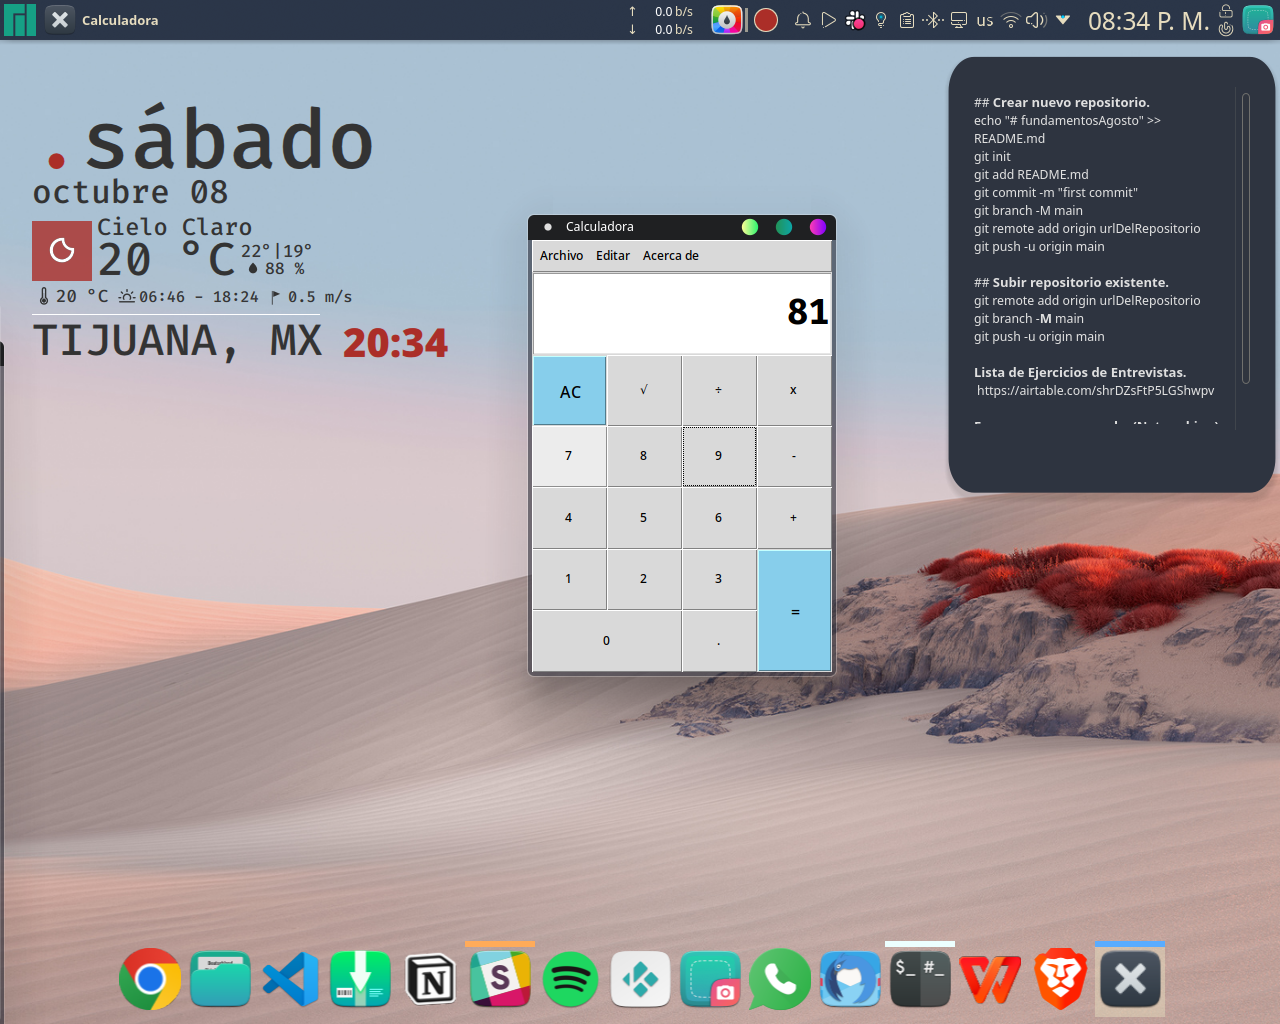 Calculadora
↑ 0.0 b/s
↓ 0.0 b/s
us
08:34 P. M.
.sábado
octubre 08
Cielo Claro
20 °C
22°|19°
88 %
20 °C 06:46 - 18:24 0.5 m/s
TIJUANA, MX 20:34
Calculadora
Archivo Editar Acerca de
81
AC √ ÷ x
7 8 9 -
4 5 6 +
1 2 3
=
0 .
## Crear nuevo repositorio.
echo "# fundamentosAgosto" >>
README.md
git init
git add README.md
git commit -m "first commit"
git branch -M main
git remote add origin urlDelRepositorio
git push -u origin main
## Subir repositorio existente.
git remote add origin urlDelRepositorio
git branch -M main
git push -u origin main
Lista de Ejercicios de Entrevistas.
https://airtable.com/shrDZsFtP5LGShwpv
N
S
$_ #_
W
X